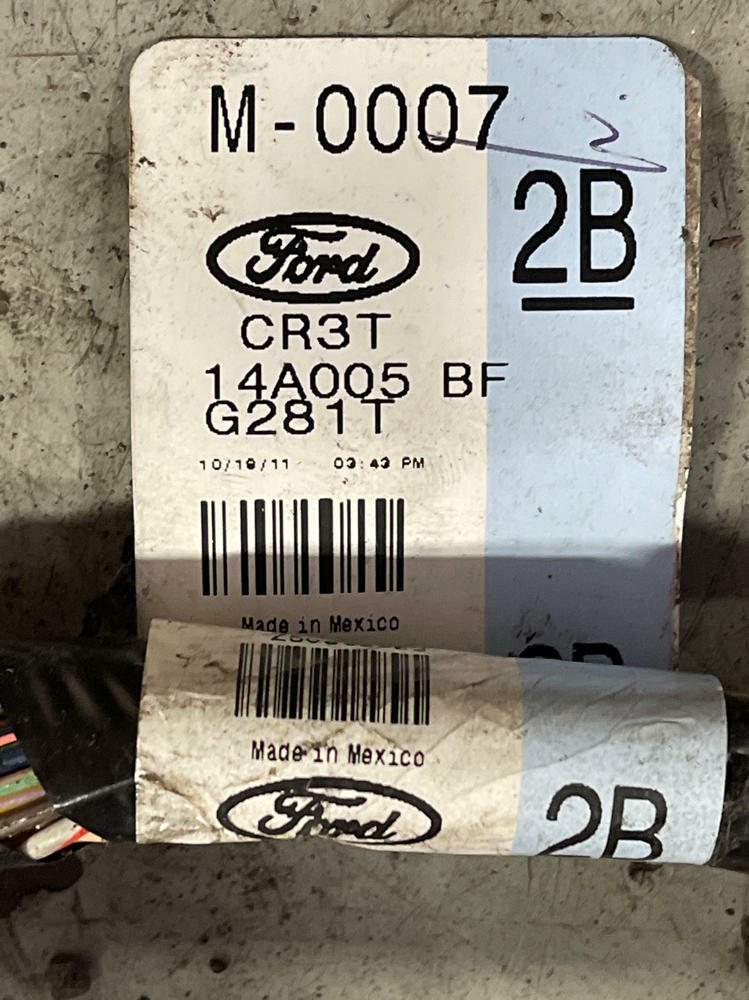 M-0007
2B
Ford
CR3T
14A005 BF
G281T
10/19/11 03:43 PM
Made in Mexico
2B
Made in Mexico
Ford
2B